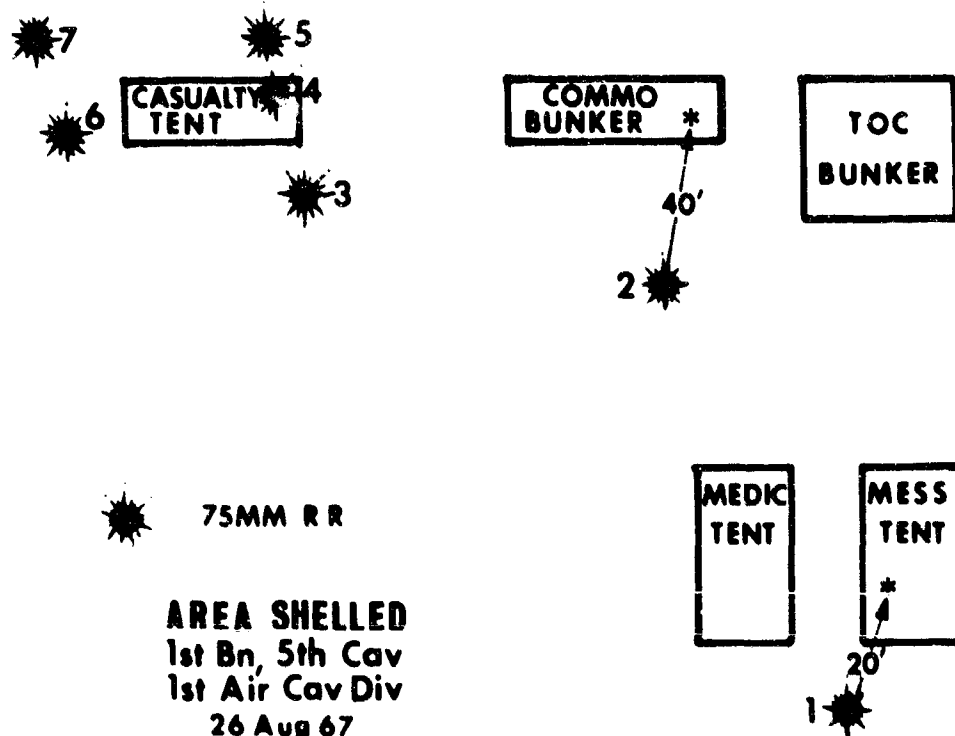 7
5
CASUALTY
TENT
4
6
3
COMMO
BUNKER *
TOC
BUNKER
40'
2
75MM RR
MEDIC
TENT
MESS
TENT
*
20'
1
AREA SHELLED
1st Bn, 5th Cav
1st Air Cav Div
26 Aug 67